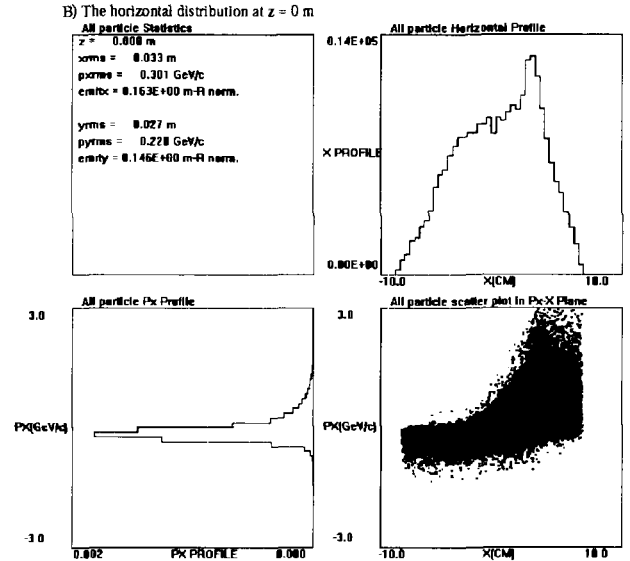 B) The horizontal distribution at z = 0 m
All particle Statistics
z = 0.000 m
xrms = 0.033 m
pxrms = 0.301 GeV/c
emitx = 0.163E+00 m-R norm.
yrms = 0.027 m
pyrms = 0.220 GeV/c
emity = 0.146E+00 m-R norm.
All particle Horizontal Profile
0.14E+05
X PROFILE
0.00E+00
-10.0 X[CM] 10.0
All particle Px Profile
3.0
PX[GeV/c]
-3.0
0.002 PX PROFILE 0.000
All particle scatter plot in Px-X Plane
3.0
PX[GeV/c]
-3.0
-10.0 X[CM] 10.0